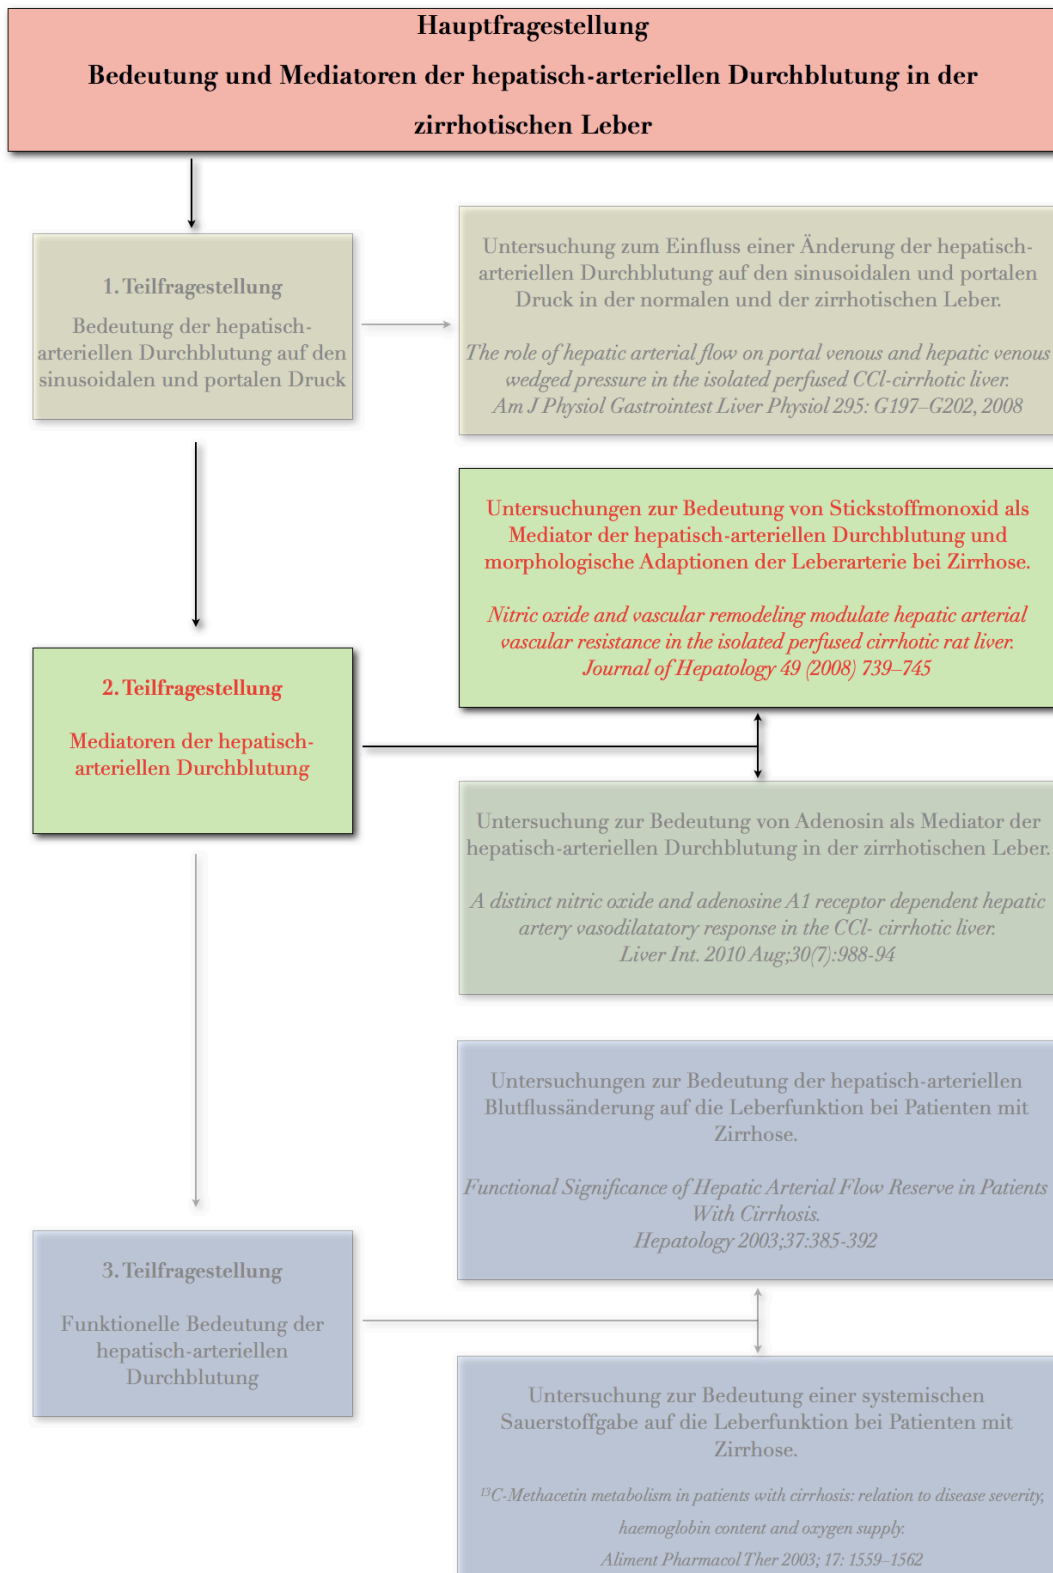 Hauptfragestellung
Bedeutung und Mediatoren der hepatisch-arteriellen Durchblutung in der
zirrhotischen Leber
1. Teilfragestellung
Bedeutung der hepatisch-
arteriellen Durchblutung auf den
sinusoidalen und portalen Druck
Untersuchung zum Einfluss einer Änderung der hepatisch-
arteriellen Durchblutung auf den sinusoidalen und portalen
Druck in der normalen und der zirrhotischen Leber.
The role of hepatic arterial flow on portal venous and hepatic venous
wedged pressure in the isolated perfused CCl-cirrhotic liver.
Am J Physiol Gastrointest Liver Physiol 295: G197–G202, 2008
Untersuchungen zur Bedeutung von Stickstoffmonoxid als
Mediator der hepatisch-arteriellen Durchblutung und
morphologische Adaptionen der Leberarterie bei Zirrhose.
Nitric oxide and vascular remodeling modulate hepatic arterial
vascular resistance in the isolated perfused cirrhotic rat liver.
Journal of Hepatology 49 (2008) 739–745
2. Teilfragestellung
Mediatoren der hepatisch-
arteriellen Durchblutung
Untersuchung zur Bedeutung von Adenosin als Mediator der
hepatisch-arteriellen Durchblutung in der zirrhotischen Leber.
A distinct nitric oxide and adenosine A1 receptor dependent hepatic
artery vasodilatatory response in the CCl- cirrhotic liver.
Liver Int. 2010 Aug;30(7):988-94
Untersuchungen zur Bedeutung der hepatisch-arteriellen
Blutflussänderung auf die Leberfunktion bei Patienten mit
Zirrhose.
Functional Significance of Hepatic Arterial Flow Reserve in Patients
With Cirrhosis.
Hepatology 2003;37:385-392
3. Teilfragestellung
Funktionelle Bedeutung der
hepatisch-arteriellen
Durchblutung
Untersuchung zur Bedeutung einer systemischen
Sauerstoffgabe auf die Leberfunktion bei Patienten mit
Zirrhose.
¹³C-Methacetin metabolism in patients with cirrhosis: relation to disease severity,
haemoglobin content and oxygen supply.
Aliment Pharmacol Ther 2003; 17: 1559–1562